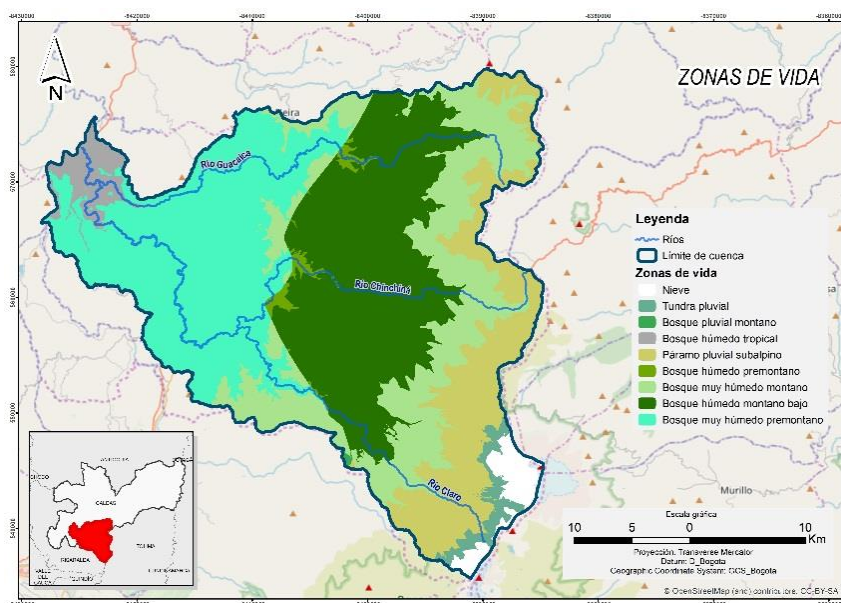 ZONAS DE VIDA
N
Río Guacaica
Río Chinchiná
Río Claro
Murillo
Leyenda
Ríos
Límite de cuenca
Zonas de vida
Nieve
Tundra pluvial
Bosque pluvial montano
Bosque húmedo tropical
Páramo pluvial subalpino
Bosque húmedo premontano
Bosque muy húmedo montano
Bosque húmedo montano bajo
Bosque muy húmedo premontano
CALDAS
TOLIMA
RISARALDA
VALLE
DEL
Escala gráfica
10 5 0 10
Km
Proyección: Transverse Mercator
Datum: D_Bogota
Geographic Coordinate System: GCS_Bogota
© OpenStreetMap (and) contributors, CC-BY-SA